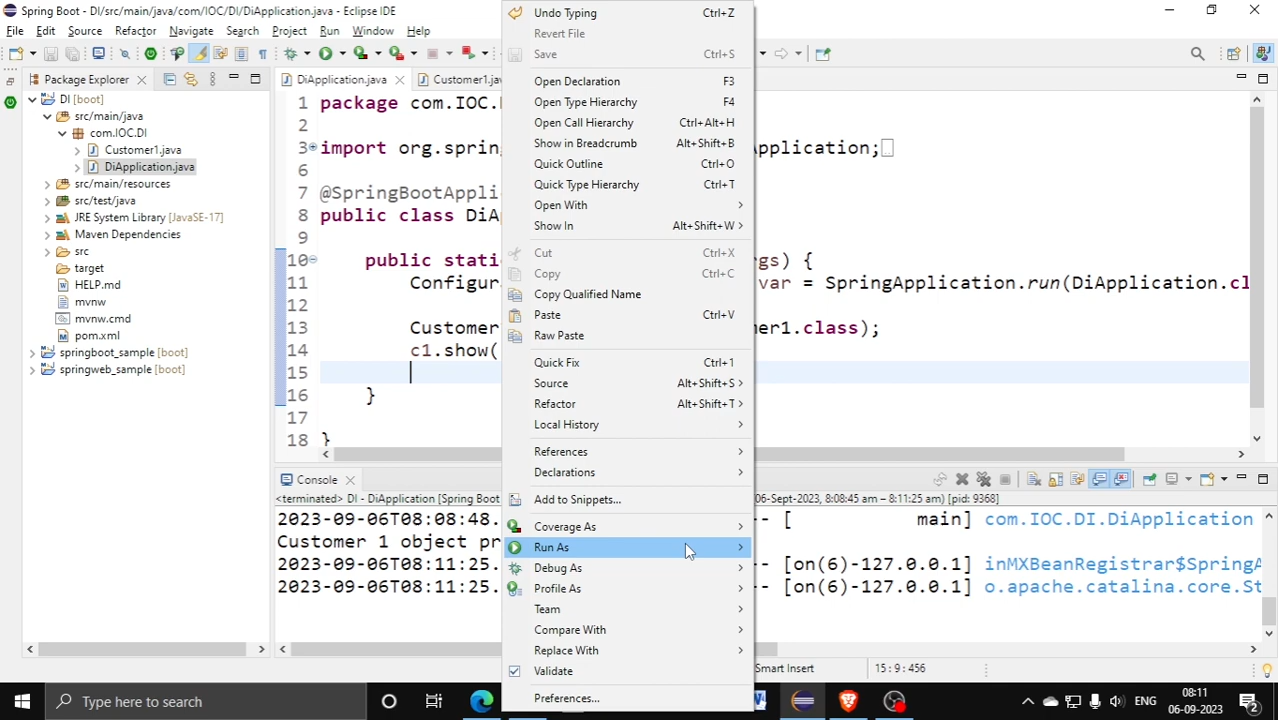 Spring Boot - DI/src/main/java/com/IOC/DI/DiApplication.java - Eclipse IDE
File Edit Source Refactor Navigate Search Project Run Window Help
Package Explorer
DI [boot]
src/main/java
com.IOC.DI
Customer1.java
DiApplication.java
src/main/resources
src/test/java
JRE System Library [JavaSE-17]
Maven Dependencies
src
target
HELP.md
mvnw
mvnw.cmd
pom.xml
springboot_sample [boot]
springweb_sample [boot]
DiApplication.java Customer1.jav
1 package com.IOC.
2
3 import org.sprin pplication;
6
7 @SpringBootAppli
8 public class DiA
9
10 public stati gs) {
11 Configur var = SpringApplication.run(DiApplication.cl
12
13 Customer er1.class);
14 c1.show(
15
16 }
17
18 }
Undo Typing Ctrl+Z
Revert File
Save Ctrl+S
Open Declaration F3
Open Type Hierarchy F4
Open Call Hierarchy Ctrl+Alt+H
Show in Breadcrumb Alt+Shift+B
Quick Outline Ctrl+O
Quick Type Hierarchy Ctrl+T
Open With
Show In Alt+Shift+W
Cut Ctrl+X
Copy Ctrl+C
Copy Qualified Name
Paste Ctrl+V
Raw Paste
Quick Fix Ctrl+1
Source Alt+Shift+S
Refactor Alt+Shift+T
Local History
References
Declarations
Add to Snippets...
Coverage As
Run As
Debug As
Profile As
Team
Compare With
Replace With
Validate
Preferences...
Console
<terminated> DI - DiApplication [Spring Boot 06-Sept-2023, 8:08:45 am – 8:11:25 am) [pid: 9368]
2023-09-06T08:08:48. -- [ main] com.IOC.DI.DiApplication
Customer 1 object pr
2023-09-06T08:11:25. -- [on(6)-127.0.0.1] inMXBeanRegistrar$SpringA
2023-09-06T08:11:25. -- [on(6)-127.0.0.1] o.apache.catalina.core.St
Smart Insert 15 : 9 : 456
Type here to search
ENG
08:11
06-09-2023
2